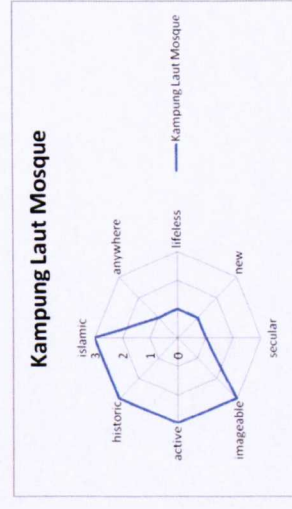 Kampung Laut Mosque
islamic
anywhere
lifeless
new
secular
imageable
active
historic
3
2
1
0
Kampung Laut Mosque